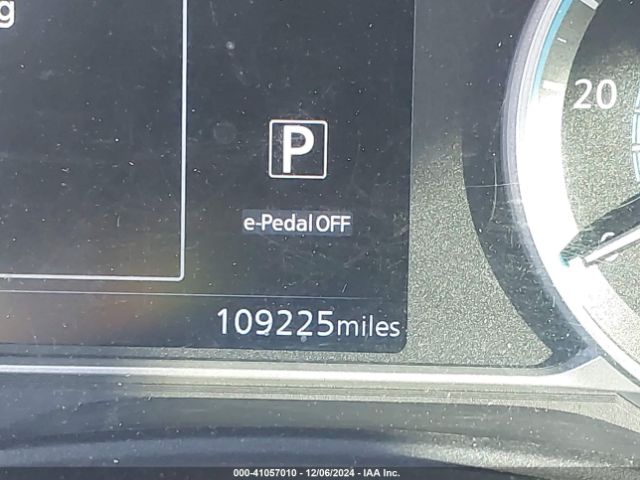 g
20
P
e-Pedal OFF
109225miles
000-41057010 - 12/06/2024 - IAA Inc.